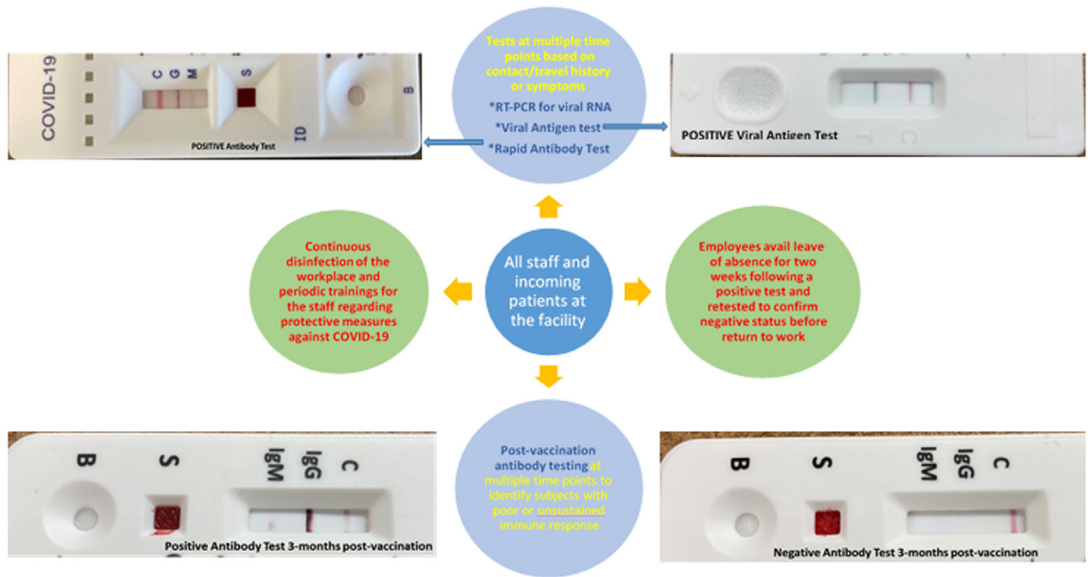 Tests at multiple time
points based on
contact/travel history
or symptoms
*RT-PCR for viral RNA
*Viral Antigen test
*Rapid Antibody Test
COVID-19
C
G
M
S
ID
B
POSITIVE Antibody Test
POSITIVE Viral Antigen Test
T
C
Continuous
disinfection of the
workplace and
periodic trainings for
the staff regarding
protective measures
against COVID-19
All staff and
incoming
patients at
the facility
Employees avail leave
of absence for two
weeks following a
positive test and
retested to confirm
negative status before
return to work
B
S
IgM
IgG
C
Positive Antibody Test 3-months post-vaccination
Post-vaccination
antibody testing at
multiple time points to
identify subjects with
poor or unsustained
immune response
B
S
IgM
IgG
C
Negative Antibody Test 3-months post-vaccination